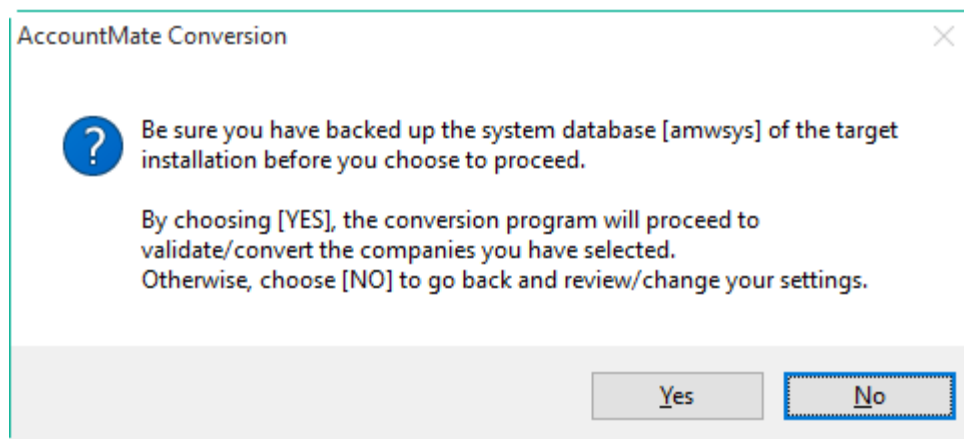 AccountMate Conversion
Be sure you have backed up the system database [amwsys] of the target
installation before you choose to proceed.
By choosing [YES], the conversion program will proceed to
validate/convert the companies you have selected.
Otherwise, choose [NO] to go back and review/change your settings.
Yes
No